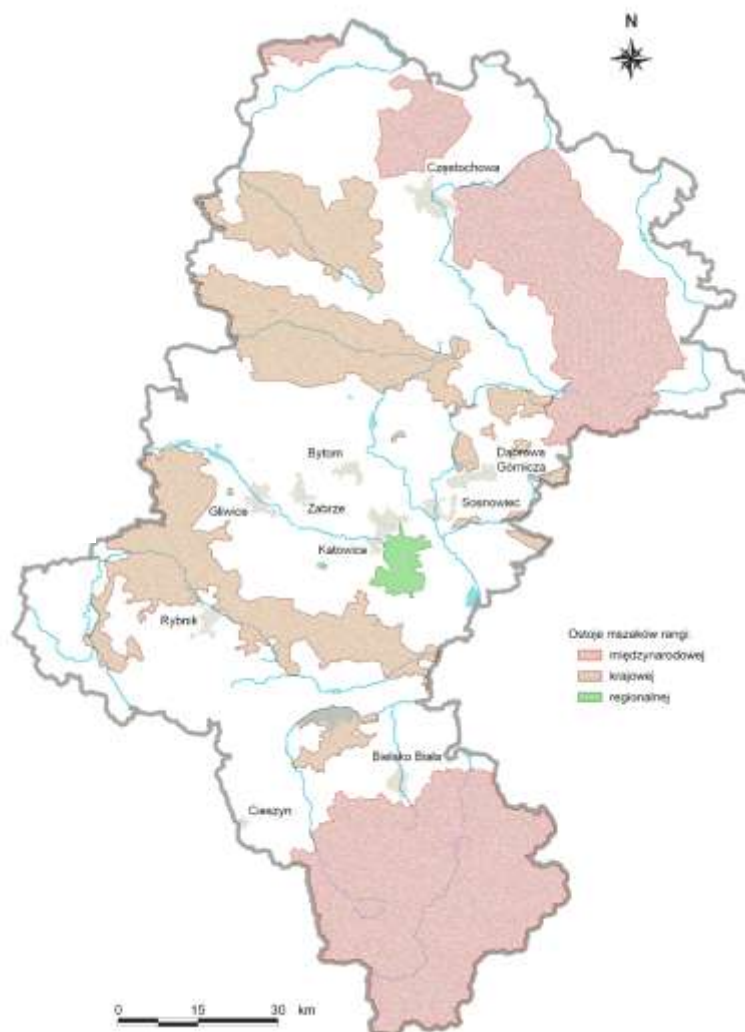 N
Częstochowa
Bytom
Dąbrowa
Górnicza
Gliwice
Zabrze
Sosnowiec
Katowice
Rybnik
Ostoje mszaków rangi:
międzynarodowej
krajowej
regionalnej
Bielsko Biała
Cieszyn
0 15 30 km